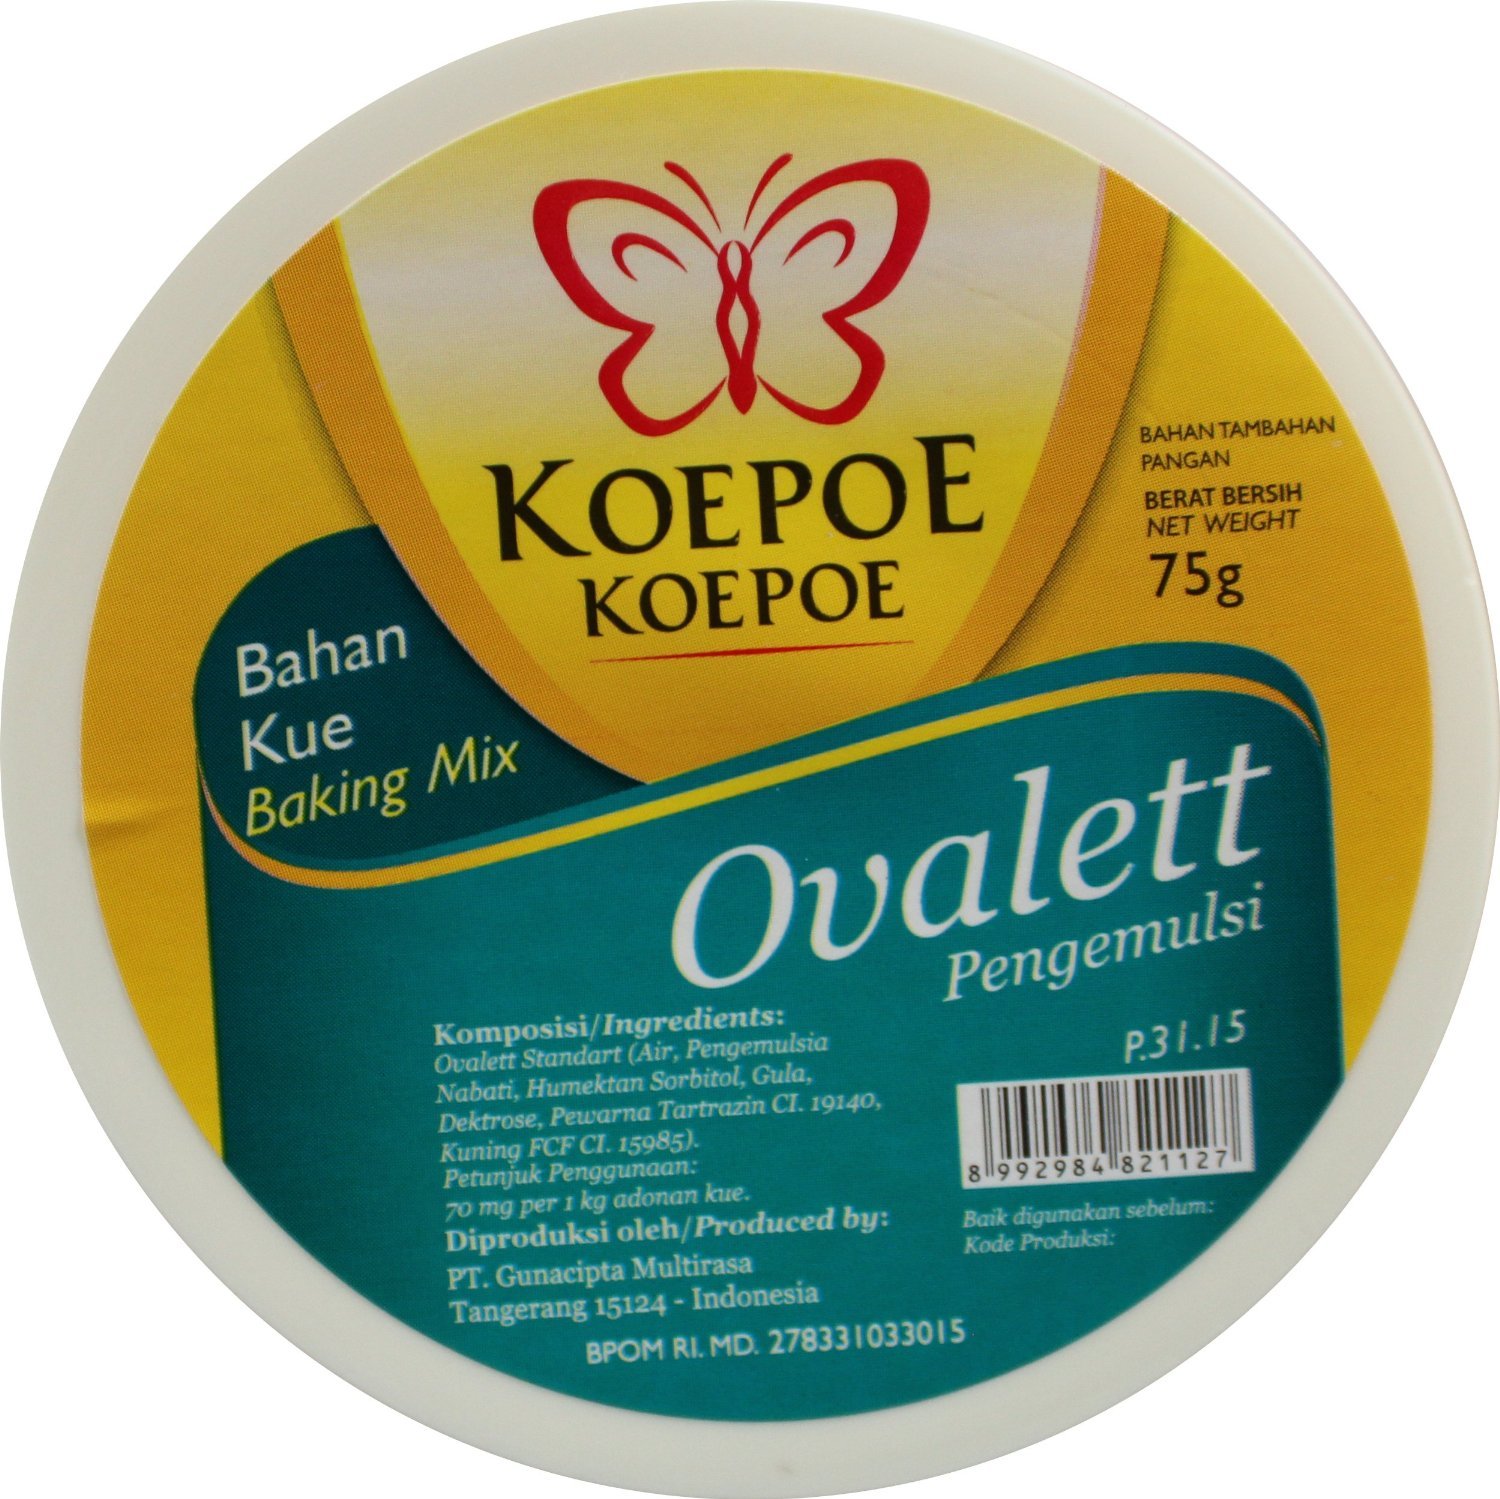 KOEPOE
KOEPOE
BAHAN TAMBAHAN
PANGAN
BERAT BERSIH
NET WEIGHT
75g
Bahan
Kue
Baking Mix
Ovalett
Pengemulsi
Komposisi/Ingredients:
Ovalett Standart (Air, Pengemulsia
Nabati, Humektan Sorbitol, Gula,
Dektrose, Pewarna Tartrazin CI. 19140,
Kuning FCF CI. 15985).
Petunjuk Penggunaan:
70 mg per 1 kg adonan kue.
Diproduksi oleh/Produced by:
PT. Gunacipta Multirasa
Tangerang 15124 - Indonesia
BPOM RI. MD. 278331033015
P.31.15
8 992984 821127
Baik digunakan sebelum:
Kode Produksi: